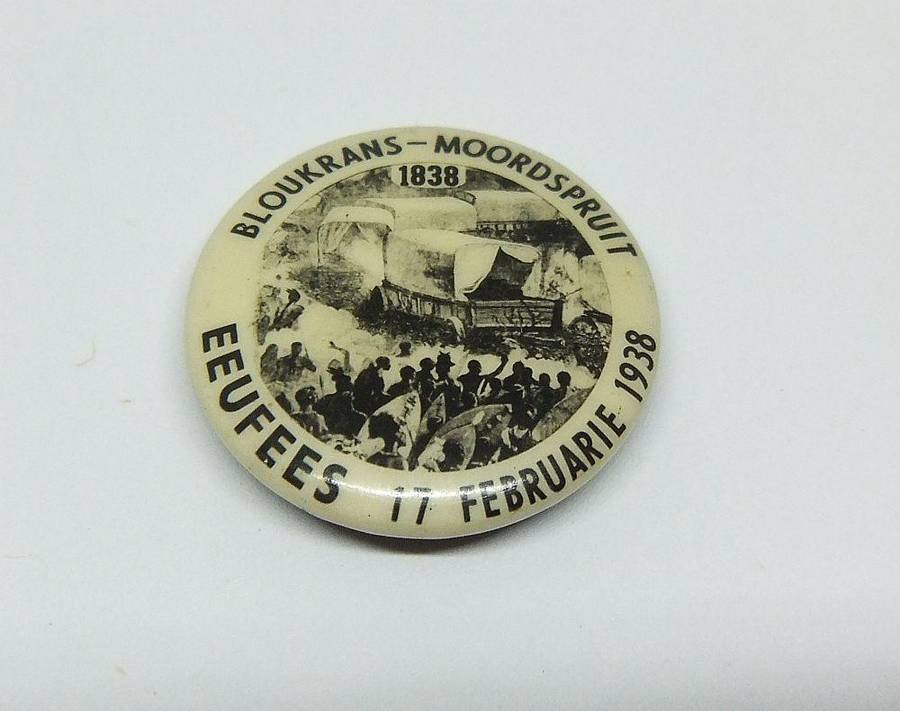 BLOUKRANS – MOORDSPRUIT
1838
EEUFEES 17 FEBRUARIE 1938